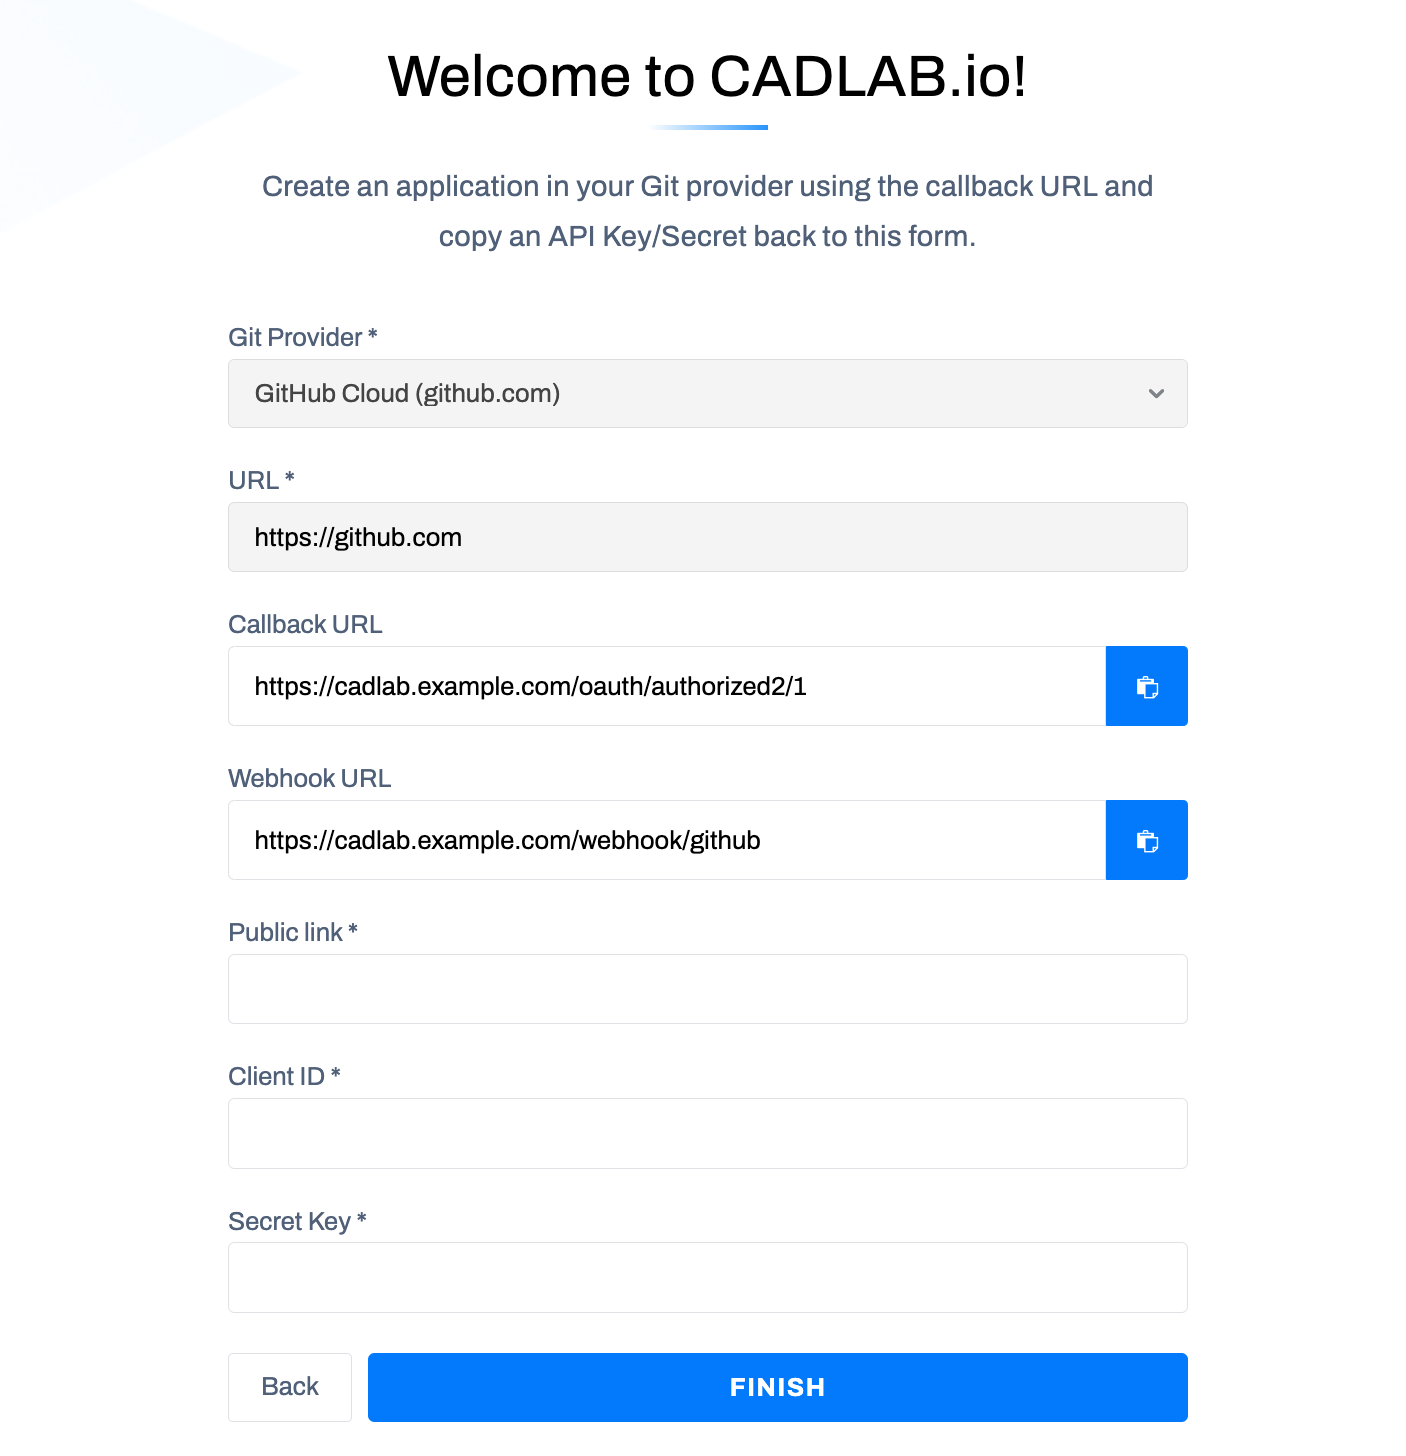 Welcome to CADLAB.io!
Create an application in your Git provider using the callback URL and
copy an API Key/Secret back to this form.
Git Provider *
GitHub Cloud (github.com)
URL *
https://github.com
Callback URL
https://cadlab.example.com/oauth/authorized2/1
Webhook URL
https://cadlab.example.com/webhook/github
Public link *
Client ID *
Secret Key *
Back
FINISH